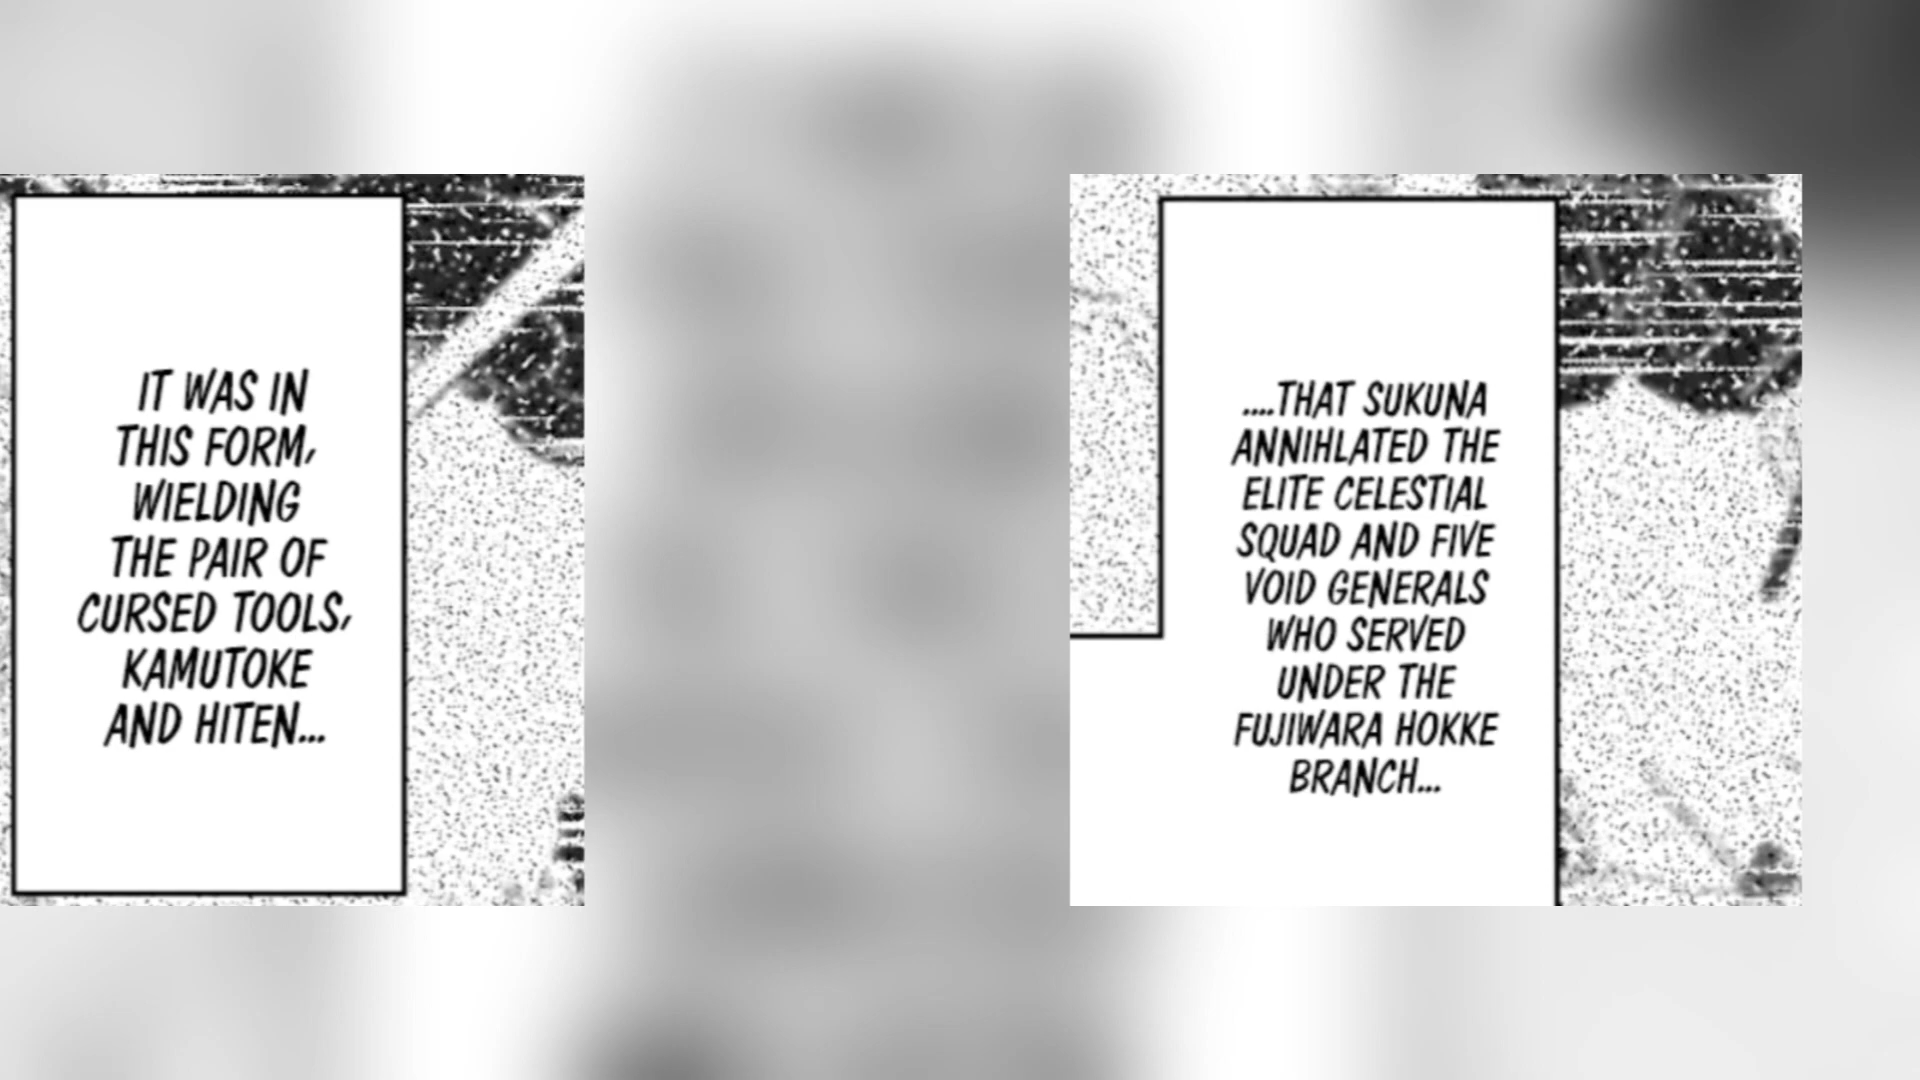 IT WAS IN
THIS FORM,
WIELDING
THE PAIR OF
CURSED TOOLS,
KAMUTOKE
AND HITEN...
....THAT SUKUNA
ANNIHLATED THE
ELITE CELESTIAL
SQUAD AND FIVE
VOID GENERALS
WHO SERVED
UNDER THE
FUJIWARA HOKKE
BRANCH...